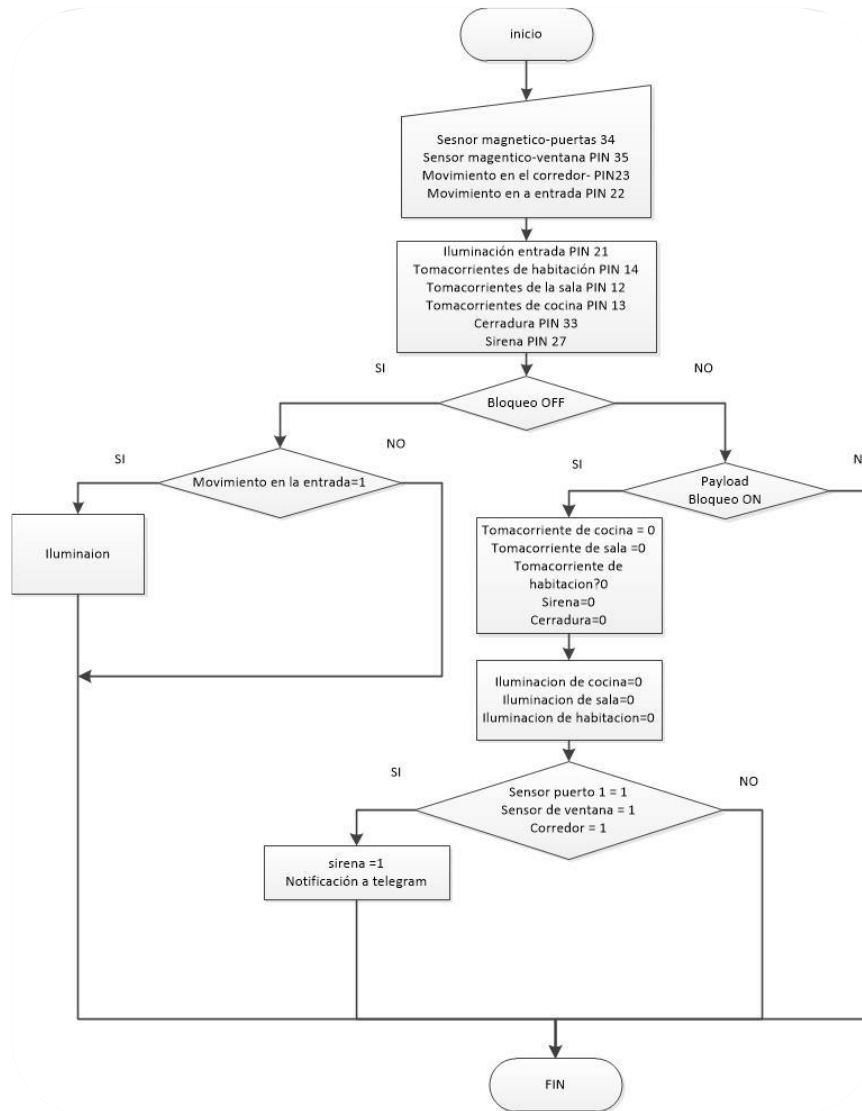 inicio
Sesnor magnetico-puertas 34
Sensor magentico-ventana PIN 35
Movimiento en el corredor- PIN23
Movimiento en a entrada PIN 22
Iluminación entrada PIN 21
Tomacorrientes de habitación PIN 14
Tomacorrientes de la sala PIN 12
Tomacorrientes de cocina PIN 13
Cerradura PIN 33
Sirena PIN 27
SI
NO
Bloqueo OFF
SI
NO
Movimiento en la entrada=1
Iluminaion
SI
N
Payload
Bloqueo ON
Tomacorriente de cocina = 0
Tomacorriente de sala =0
Tomacorriente de
habitacion?0
Sirena=0
Cerradura=0
Iluminacion de cocina=0
Iluminacion de sala=0
Iluminacion de habitacion=0
SI
NO
Sensor puerto 1 = 1
Sensor de ventana = 1
Corredor = 1
sirena =1
Notificación a telegram
FIN